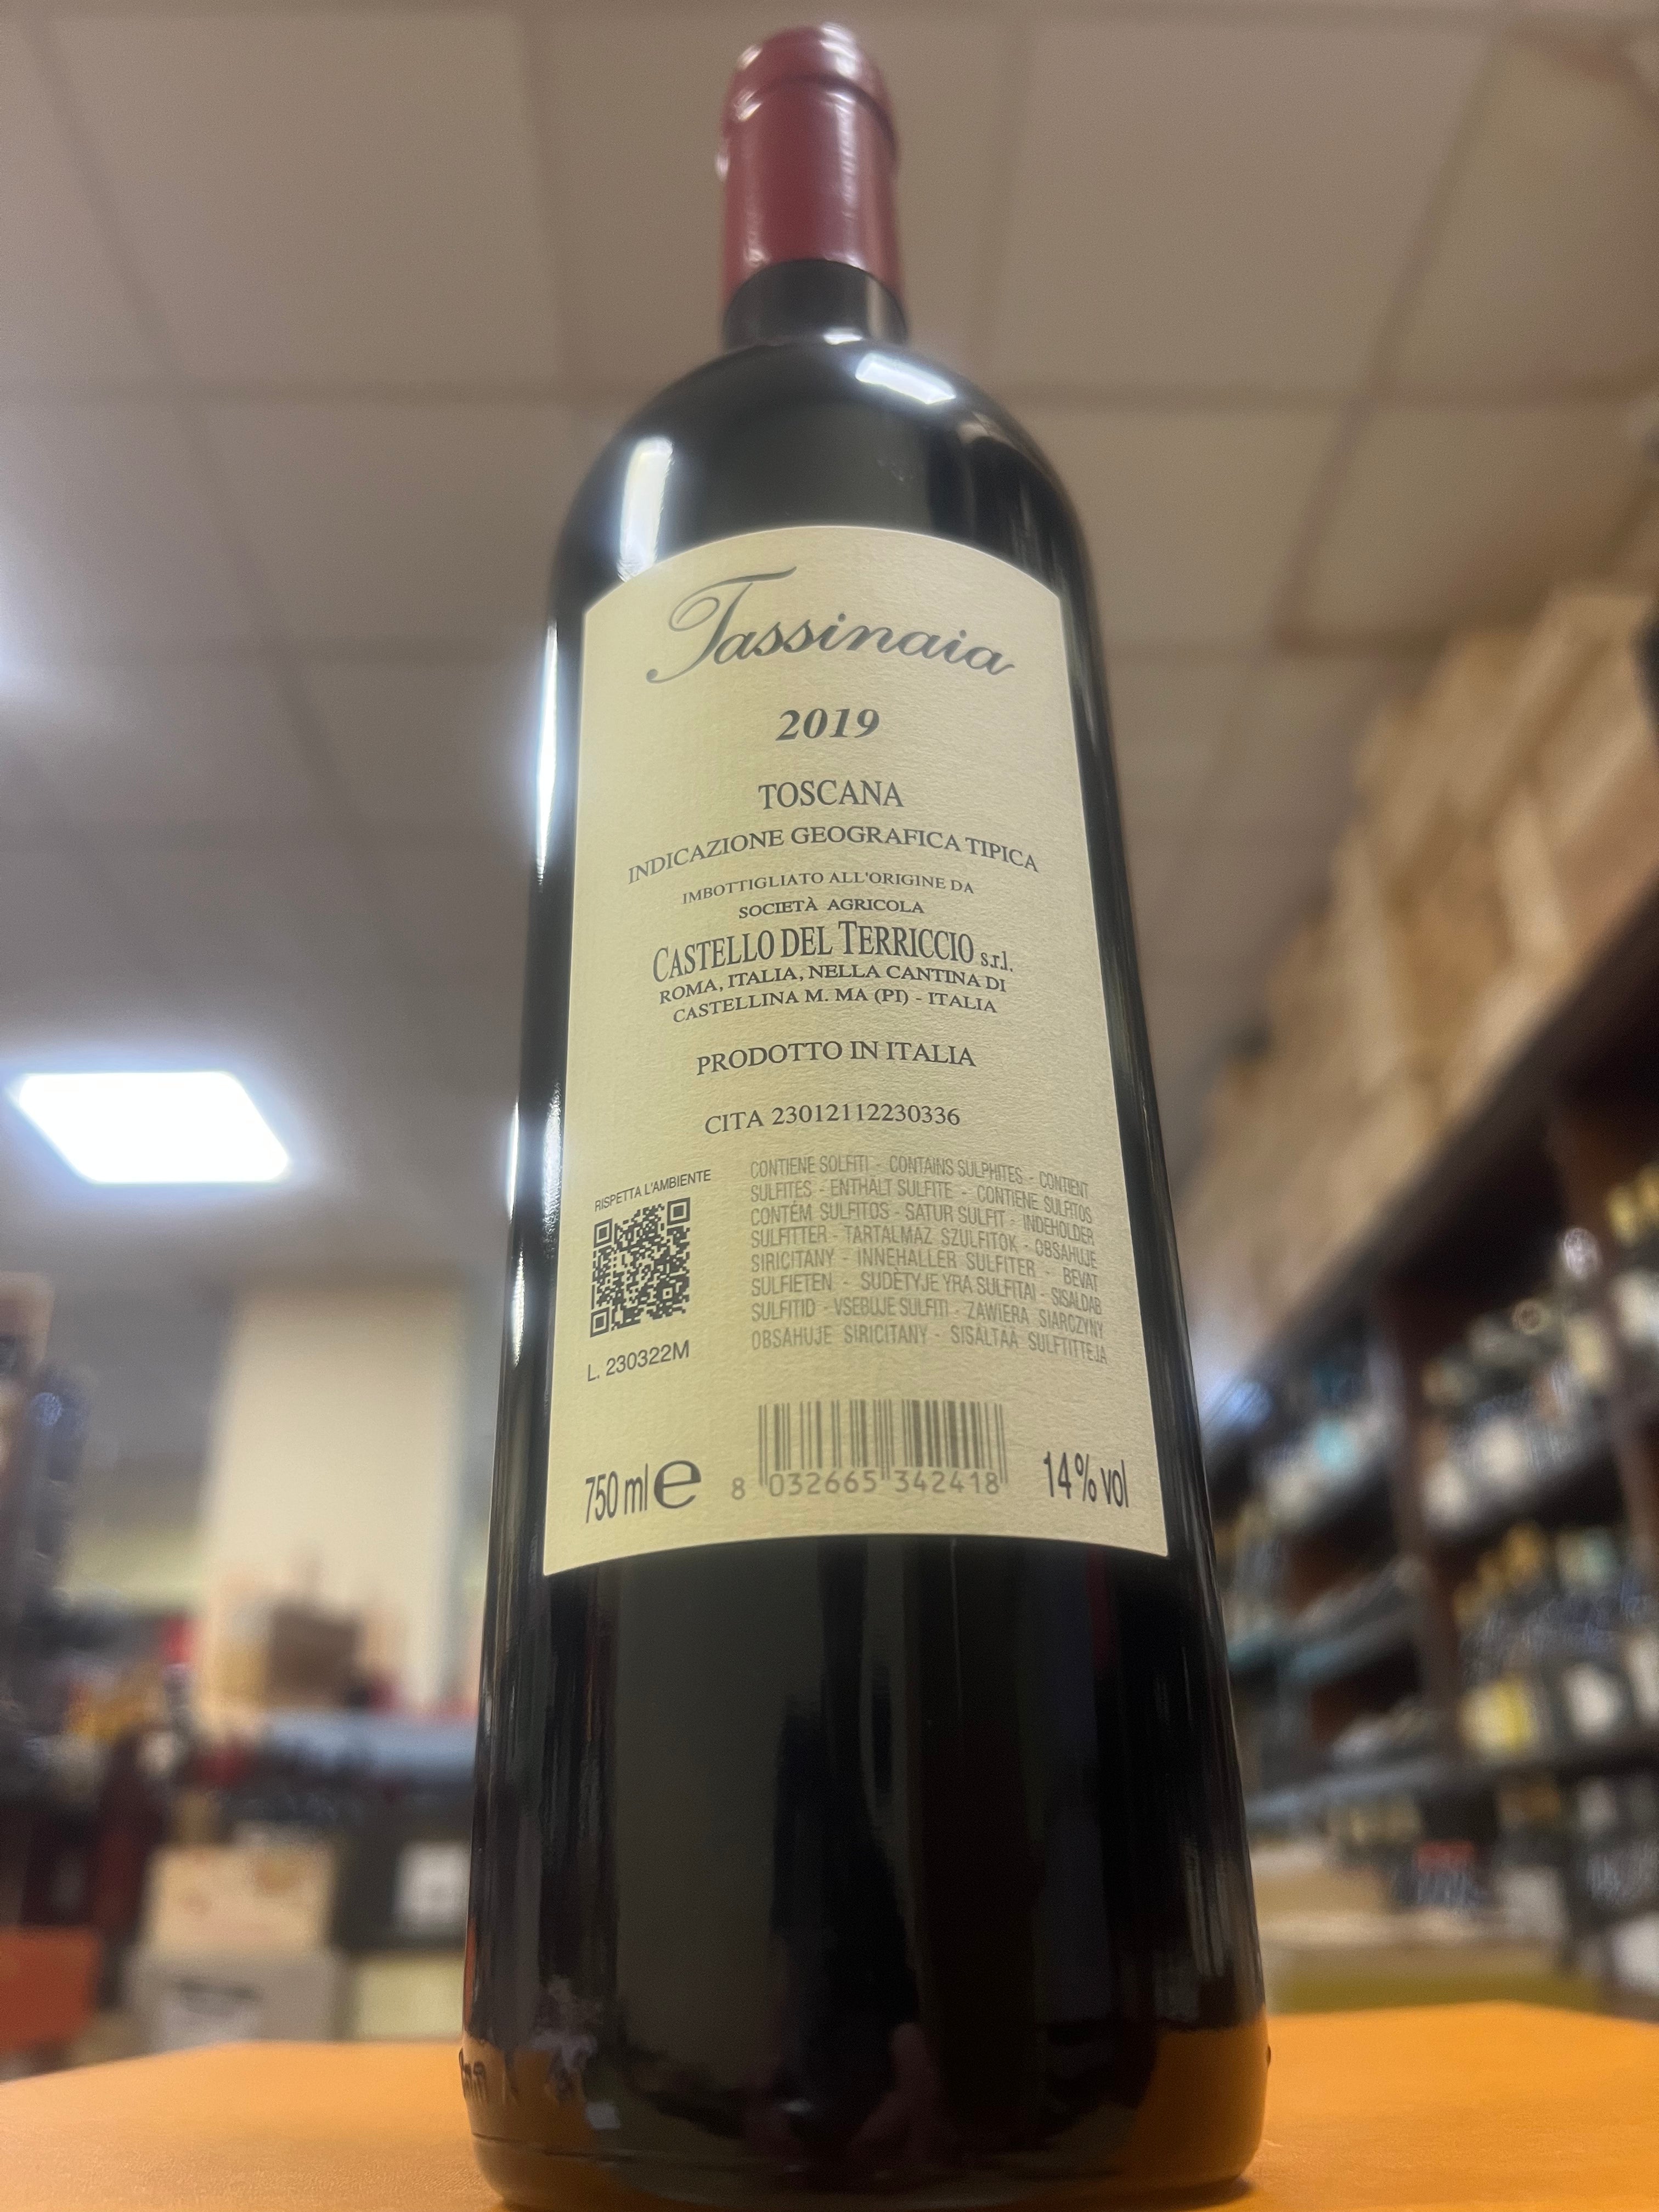 Tassinaia
2019
TOSCANA
INDICAZIONE GEOGRAFICA TIPICA
IMBOTTIGLIATO ALL'ORIGINE DA
SOCIETÀ AGRICOLA
CASTELLO DEL TERRICCIO s.r.l.
ROMA, ITALIA, NELLA CANTINA DI
CASTELLINA M. MA (PI) - ITALIA
PRODOTTO IN ITALIA
CITA 23012112230336
RISPETTA L'AMBIENTE
L. 230322M
CONTIENE SOLFITI - CONTAINS SULPHITES - CONTIENT
SULFITES - ENTHÄLT SULFITE - CONTIENE SULFITOS
CONTÉM SULFITOS - SATUR SULFIT - INDEHOLDER
SULFITTER - TARTALMAZ SZULFITOK - OBSAHUJE
SIRICITANY - INNEHALLER SULFITER - BEVAT
SULFIETEN - SUDETYJE YRA SULFITAI - SISALDAB
SULFITID - VSEBUJE SULFITI - ZAWIERA SIARCZYNY
OBSAHUJE SIRICITANY - SISÄLTÄÄ SULFTITTEJA
750 ml e
8 032665 342418
14% vol